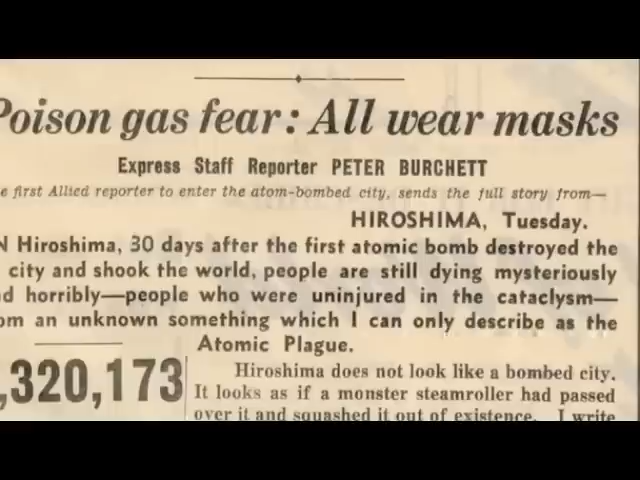 Poison gas fear: All wear masks
Express Staff Reporter PETER BURCHETT
e first Allied reporter to enter the atom-bombed city, sends the full story from—
HIROSHIMA, Tuesday.
N Hiroshima, 30 days after the first atomic bomb destroyed the
city and shook the world, people are still dying mysteriously
d horribly—people who were uninjured in the cataclysm—
om an unknown something which I can only describe as the
Atomic Plague.
,320,173
Hiroshima does not look like a bombed city.
It looks as if a monster steamroller had passed
over it and squashed it out of existence. I write